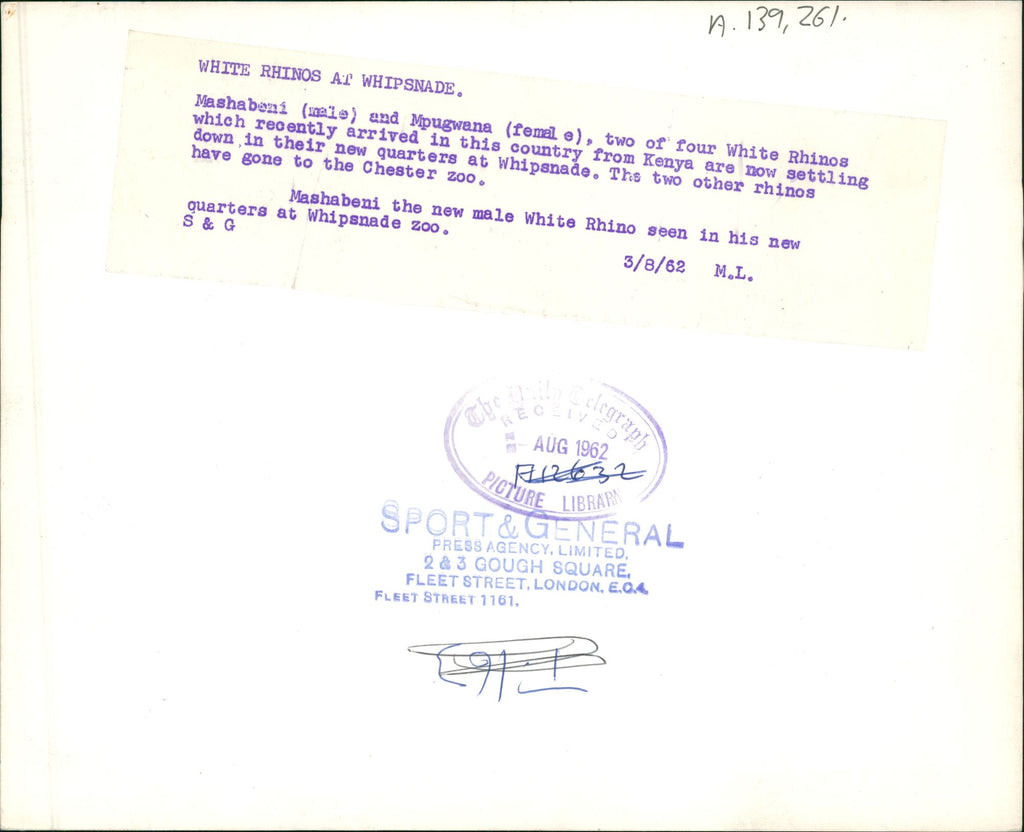 A. 139,261.
WHITE RHINOS AT WHIPSNADE.
Mashabeni (male) and Mpugwana (female), two of four White Rhinos
which recently arrived in this country from Kenya are now settling
down in their new quarters at Whipsnade. The two other rhinos
have gone to the Chester zoo.
Mashabeni the new male White Rhino seen in his new
quarters at Whipsnade zoo.
S & G
3/8/62 M.L.
The Daily Telegraph
RECEIVED
AUG 1962
PICTURE LIBRARY
SPORT & GENERAL
PRESS AGENCY, LIMITED,
2 & 3 GOUGH SQUARE,
FLEET STREET, LONDON, E.C.4.
FLEET STREET 1161.